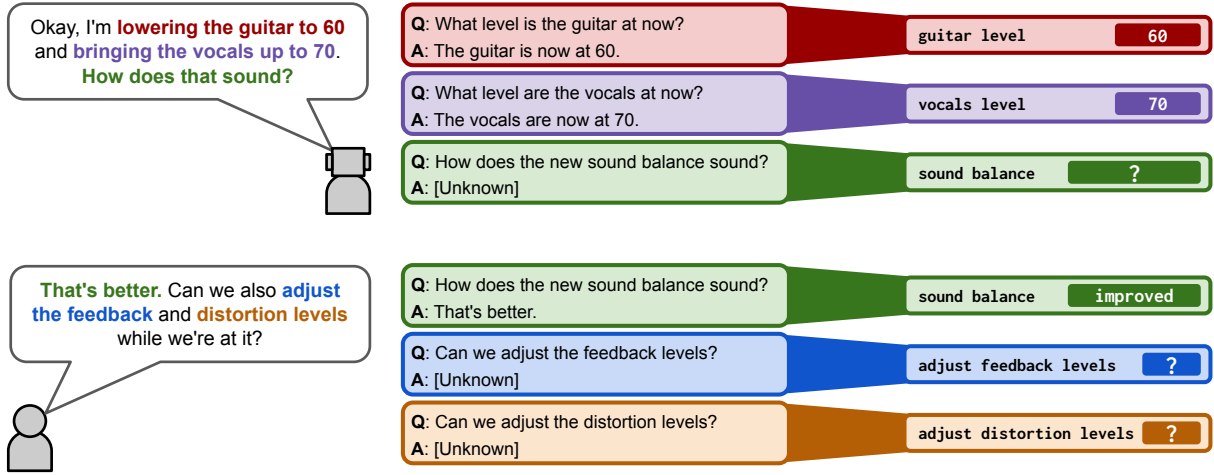 Okay, I'm lowering the guitar to 60
and bringing the vocals up to 70.
How does that sound?
Q: What level is the guitar at now?
A: The guitar is now at 60.
guitar level 60
Q: What level are the vocals at now?
A: The vocals are now at 70.
vocals level 70
Q: How does the new sound balance sound?
A: [Unknown]
sound balance ?
That's better. Can we also adjust
the feedback and distortion levels
while we're at it?
Q: How does the new sound balance sound?
A: That's better.
sound balance improved
Q: Can we adjust the feedback levels?
A: [Unknown]
adjust feedback levels ?
Q: Can we adjust the distortion levels?
A: [Unknown]
adjust distortion levels ?